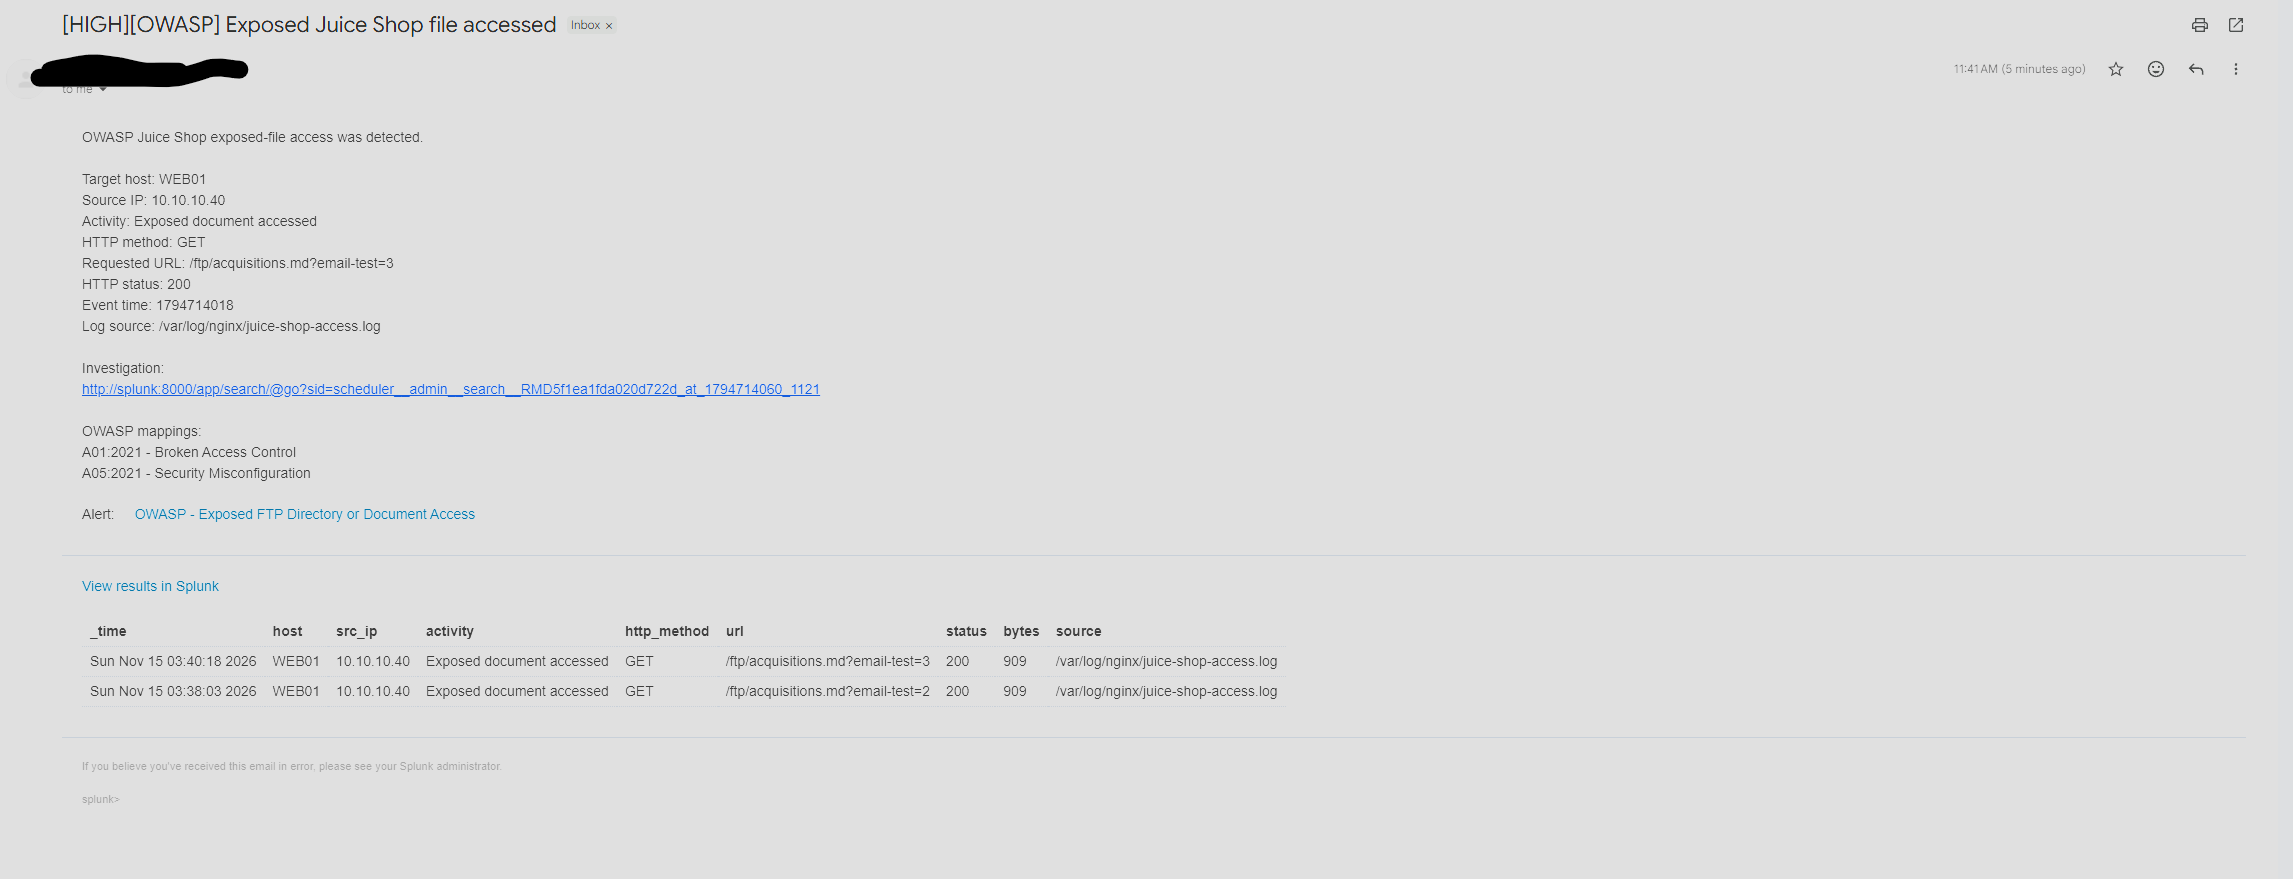 [HIGH][OWASP] Exposed Juice Shop file accessed Inbox ×
11:41 AM (5 minutes ago)
to me
OWASP Juice Shop exposed-file access was detected.
Target host: WEB01
Source IP: 10.10.10.40
Activity: Exposed document accessed
HTTP method: GET
Requested URL: /ftp/acquisitions.md?email-test=3
HTTP status: 200
Event time: 1794714018
Log source: /var/log/nginx/juice-shop-access.log
Investigation:
http://splunk:8000/app/search/@go?sid=scheduler__admin__search__RMD5f1ea1fda020d722d_at_1794714060_1121
OWASP mappings:
A01:2021 - Broken Access Control
A05:2021 - Security Misconfiguration
Alert: OWASP - Exposed FTP Directory or Document Access
View results in Splunk
_time host src_ip activity http_method url status bytes source
Sun Nov 15 03:40:18 2026 WEB01 10.10.10.40 Exposed document accessed GET /ftp/acquisitions.md?email-test=3 200 909 /var/log/nginx/juice-shop-access.log
Sun Nov 15 03:38:03 2026 WEB01 10.10.10.40 Exposed document accessed GET /ftp/acquisitions.md?email-test=2 200 909 /var/log/nginx/juice-shop-access.log
If you believe you've received this email in error, please see your Splunk administrator.
splunk>